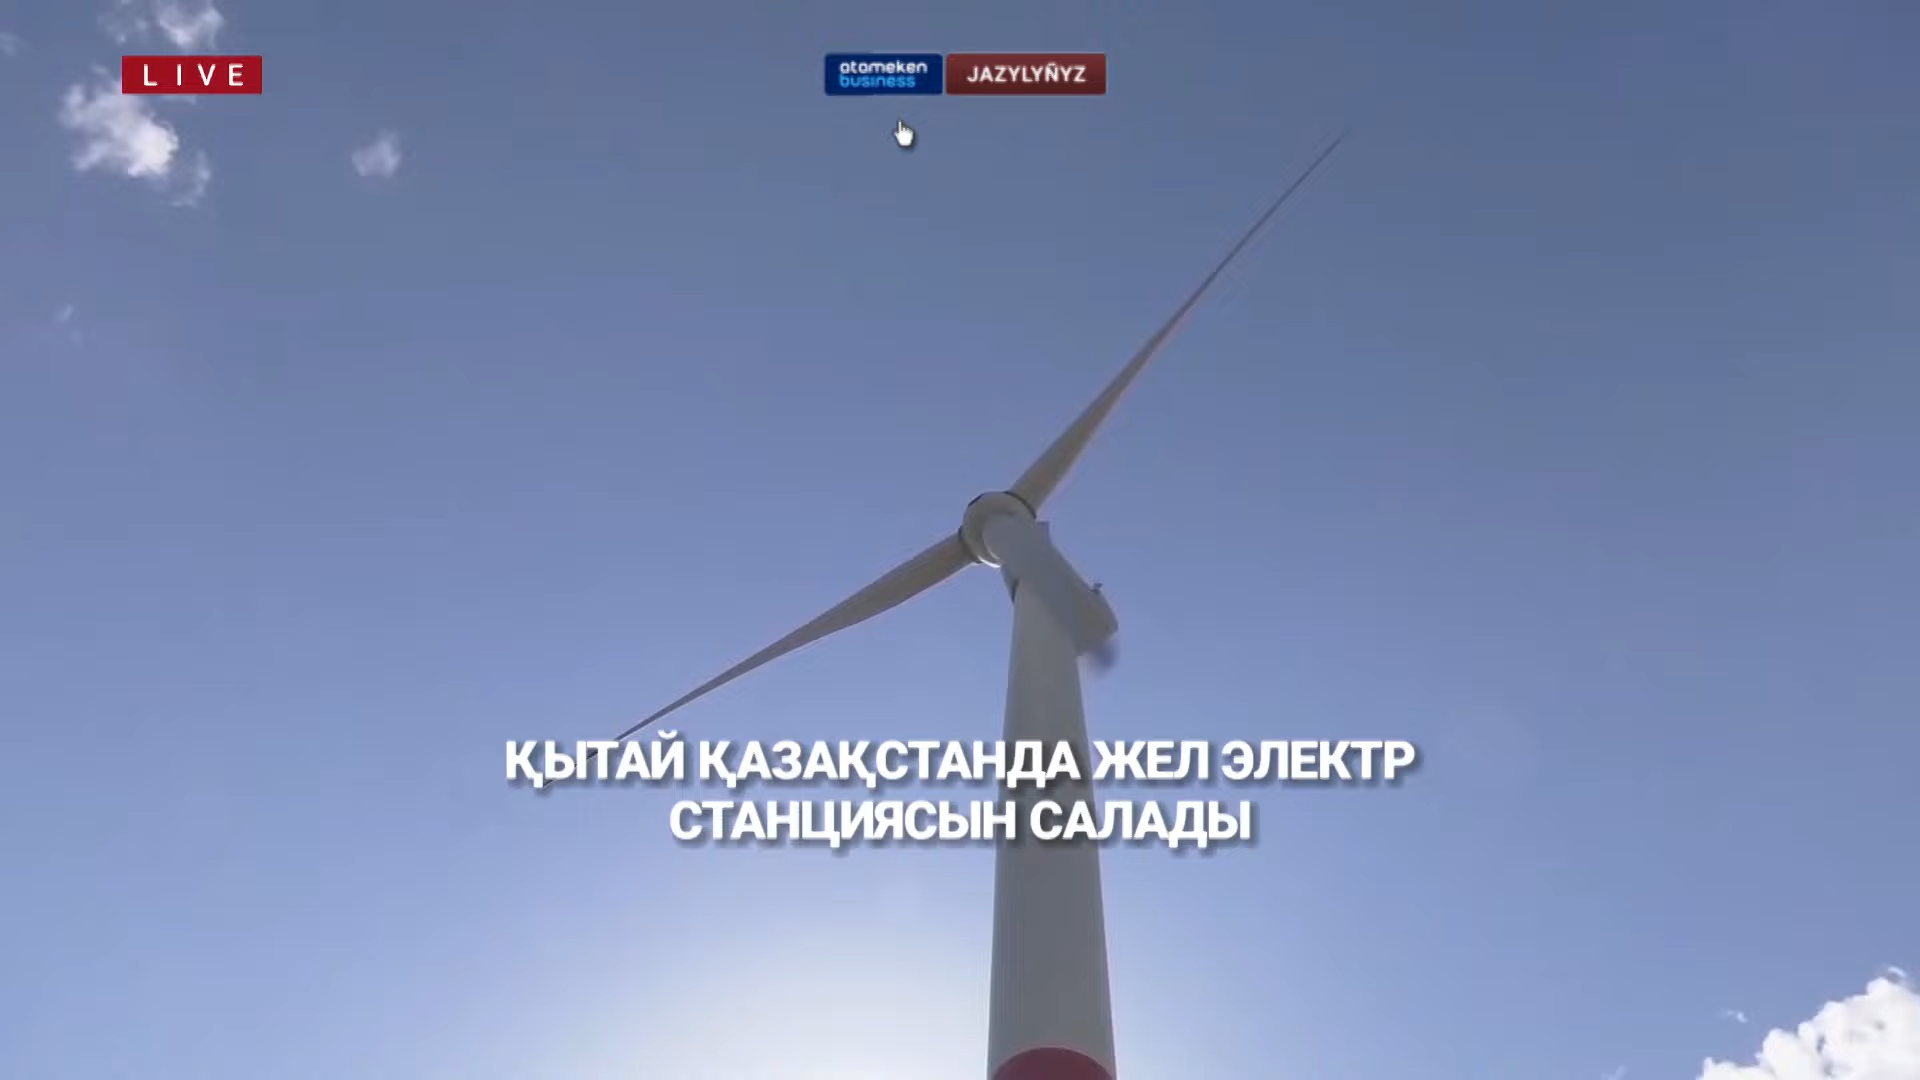 LIVE
atameken
business
JAZYLYÑYZ
ҚЫТАЙ ҚАЗАҚСТАНДА ЖЕЛ ЭЛЕКТР
СТАНЦИЯСЫН САЛАДЫ